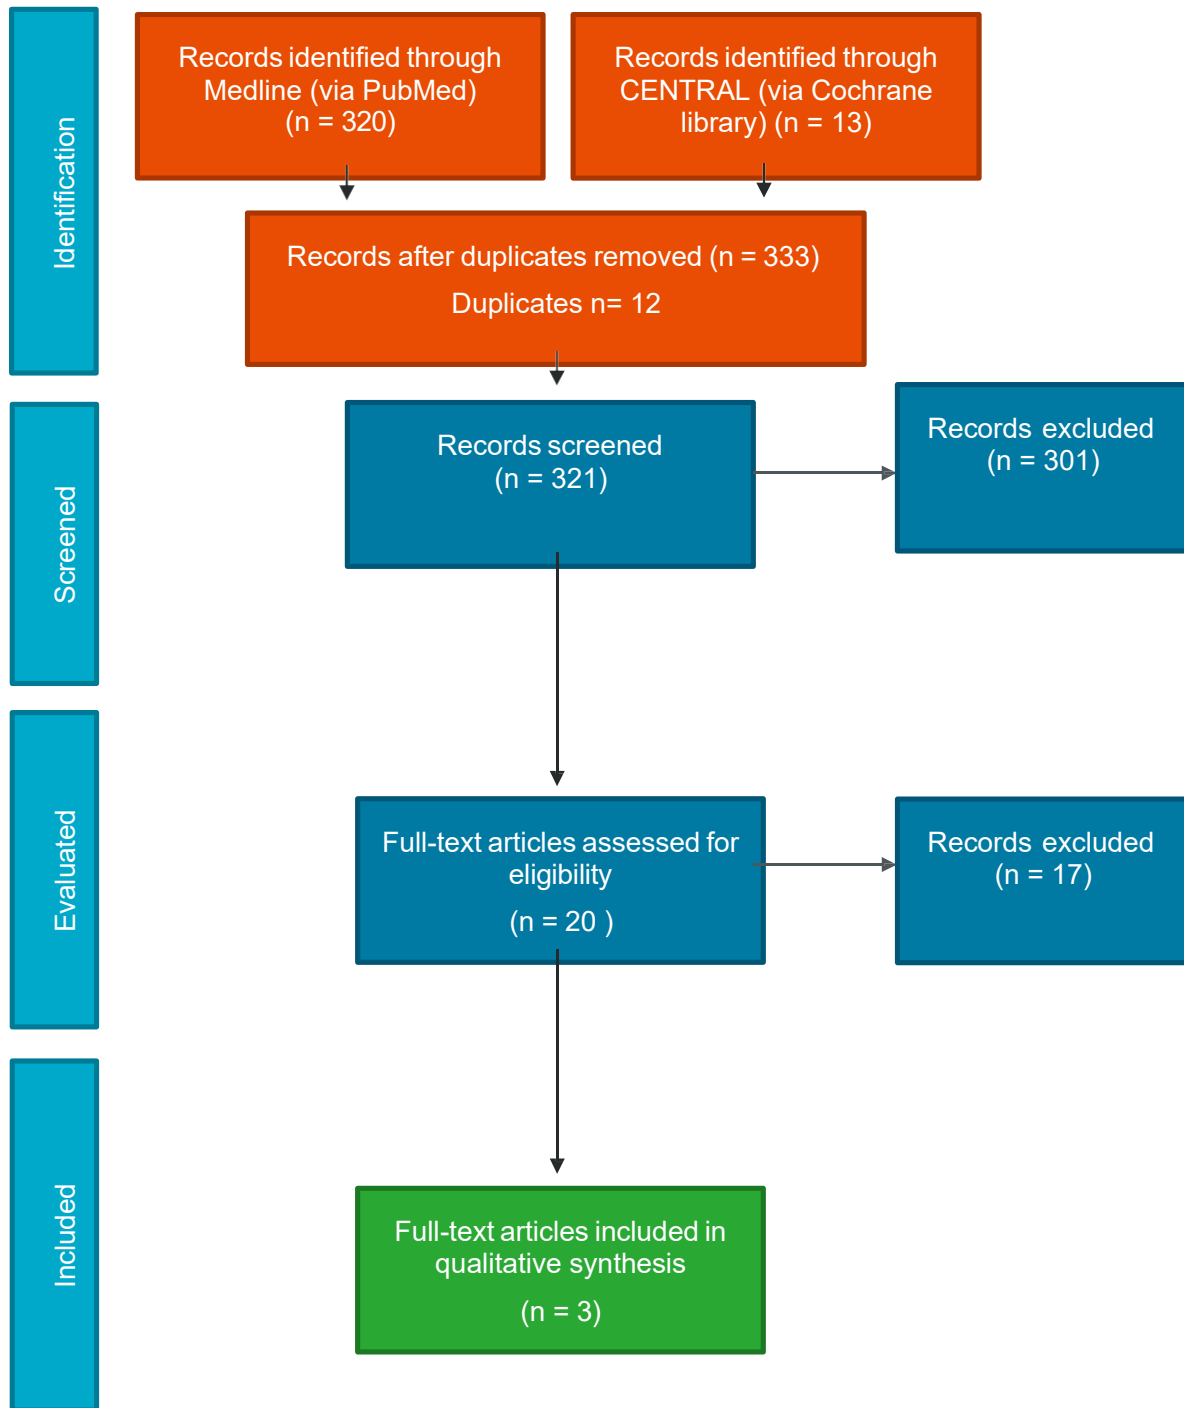 Identification
Records identified through
Medline (via PubMed)
(n = 320)
Records identified through
CENTRAL (via Cochrane
library) (n = 13)
Records after duplicates removed (n = 333)
Duplicates n= 12
Screened
Records screened
(n = 321)
Records excluded
(n = 301)
Evaluated
Full-text articles assessed for
eligibility
(n = 20 )
Records excluded
(n = 17)
Included
Full-text articles included in
qualitative synthesis
(n = 3)